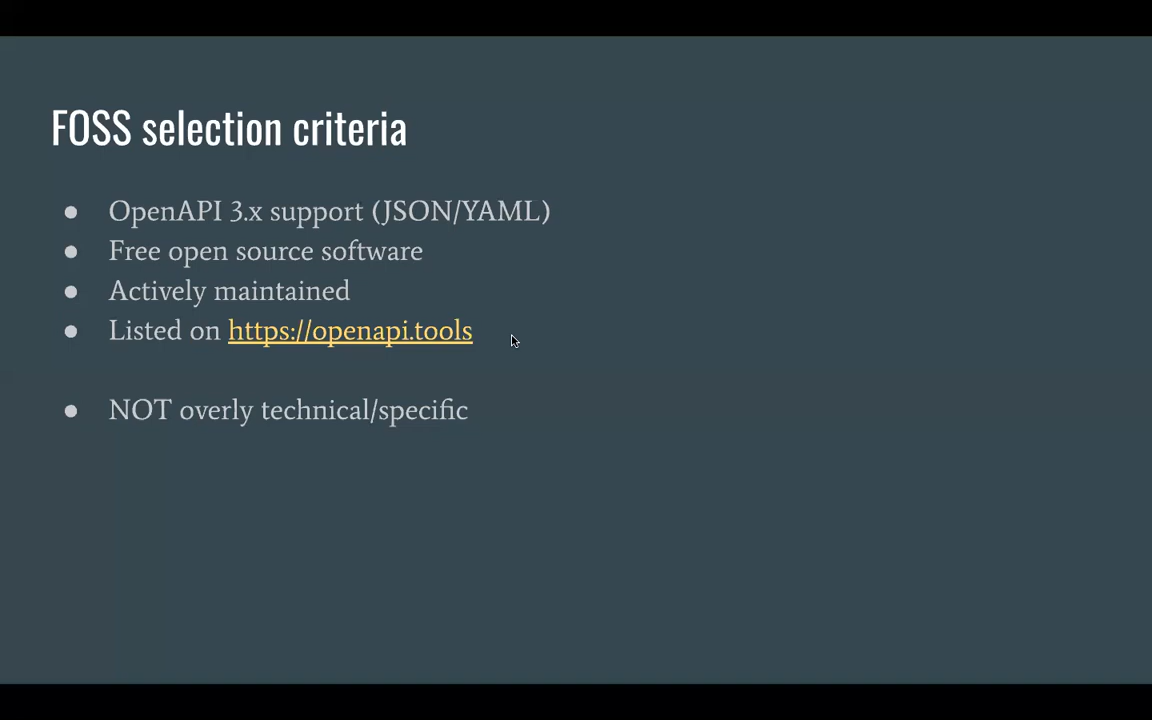 FOSS selection criteria
● OpenAPI 3.x support (JSON/YAML)
● Free open source software
● Actively maintained
● Listed on https://openapi.tools
● NOT overly technical/specific